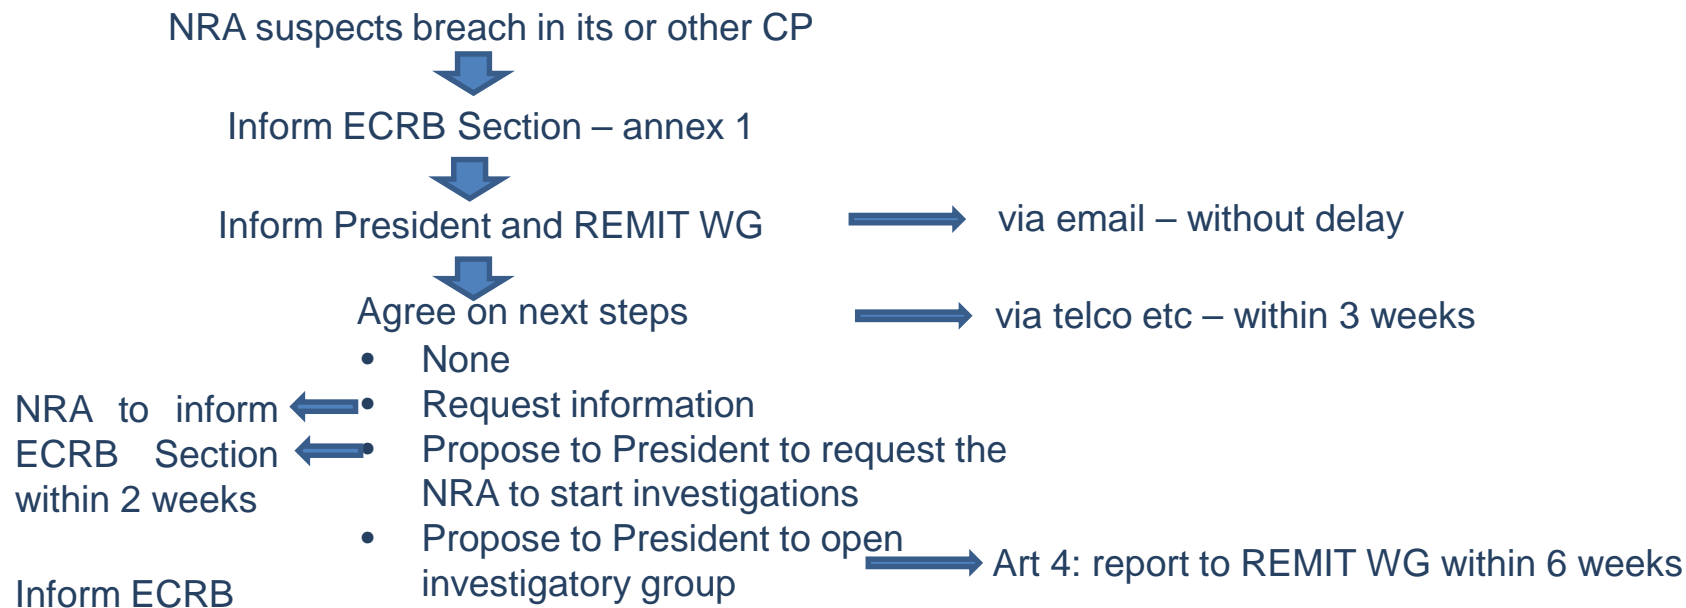 NRA suspects breach in its or other CP
Inform ECRB Section – annex 1
Inform President and REMIT WG
via email – without delay
Agree on next steps
via telco etc – within 3 weeks
• None
• Request information
• Propose to President to request the
NRA to start investigations
• Propose to President to open
investigatory group
NRA to inform
ECRB Section
within 2 weeks
Art 4: report to REMIT WG within 6 weeks
Inform ECRB